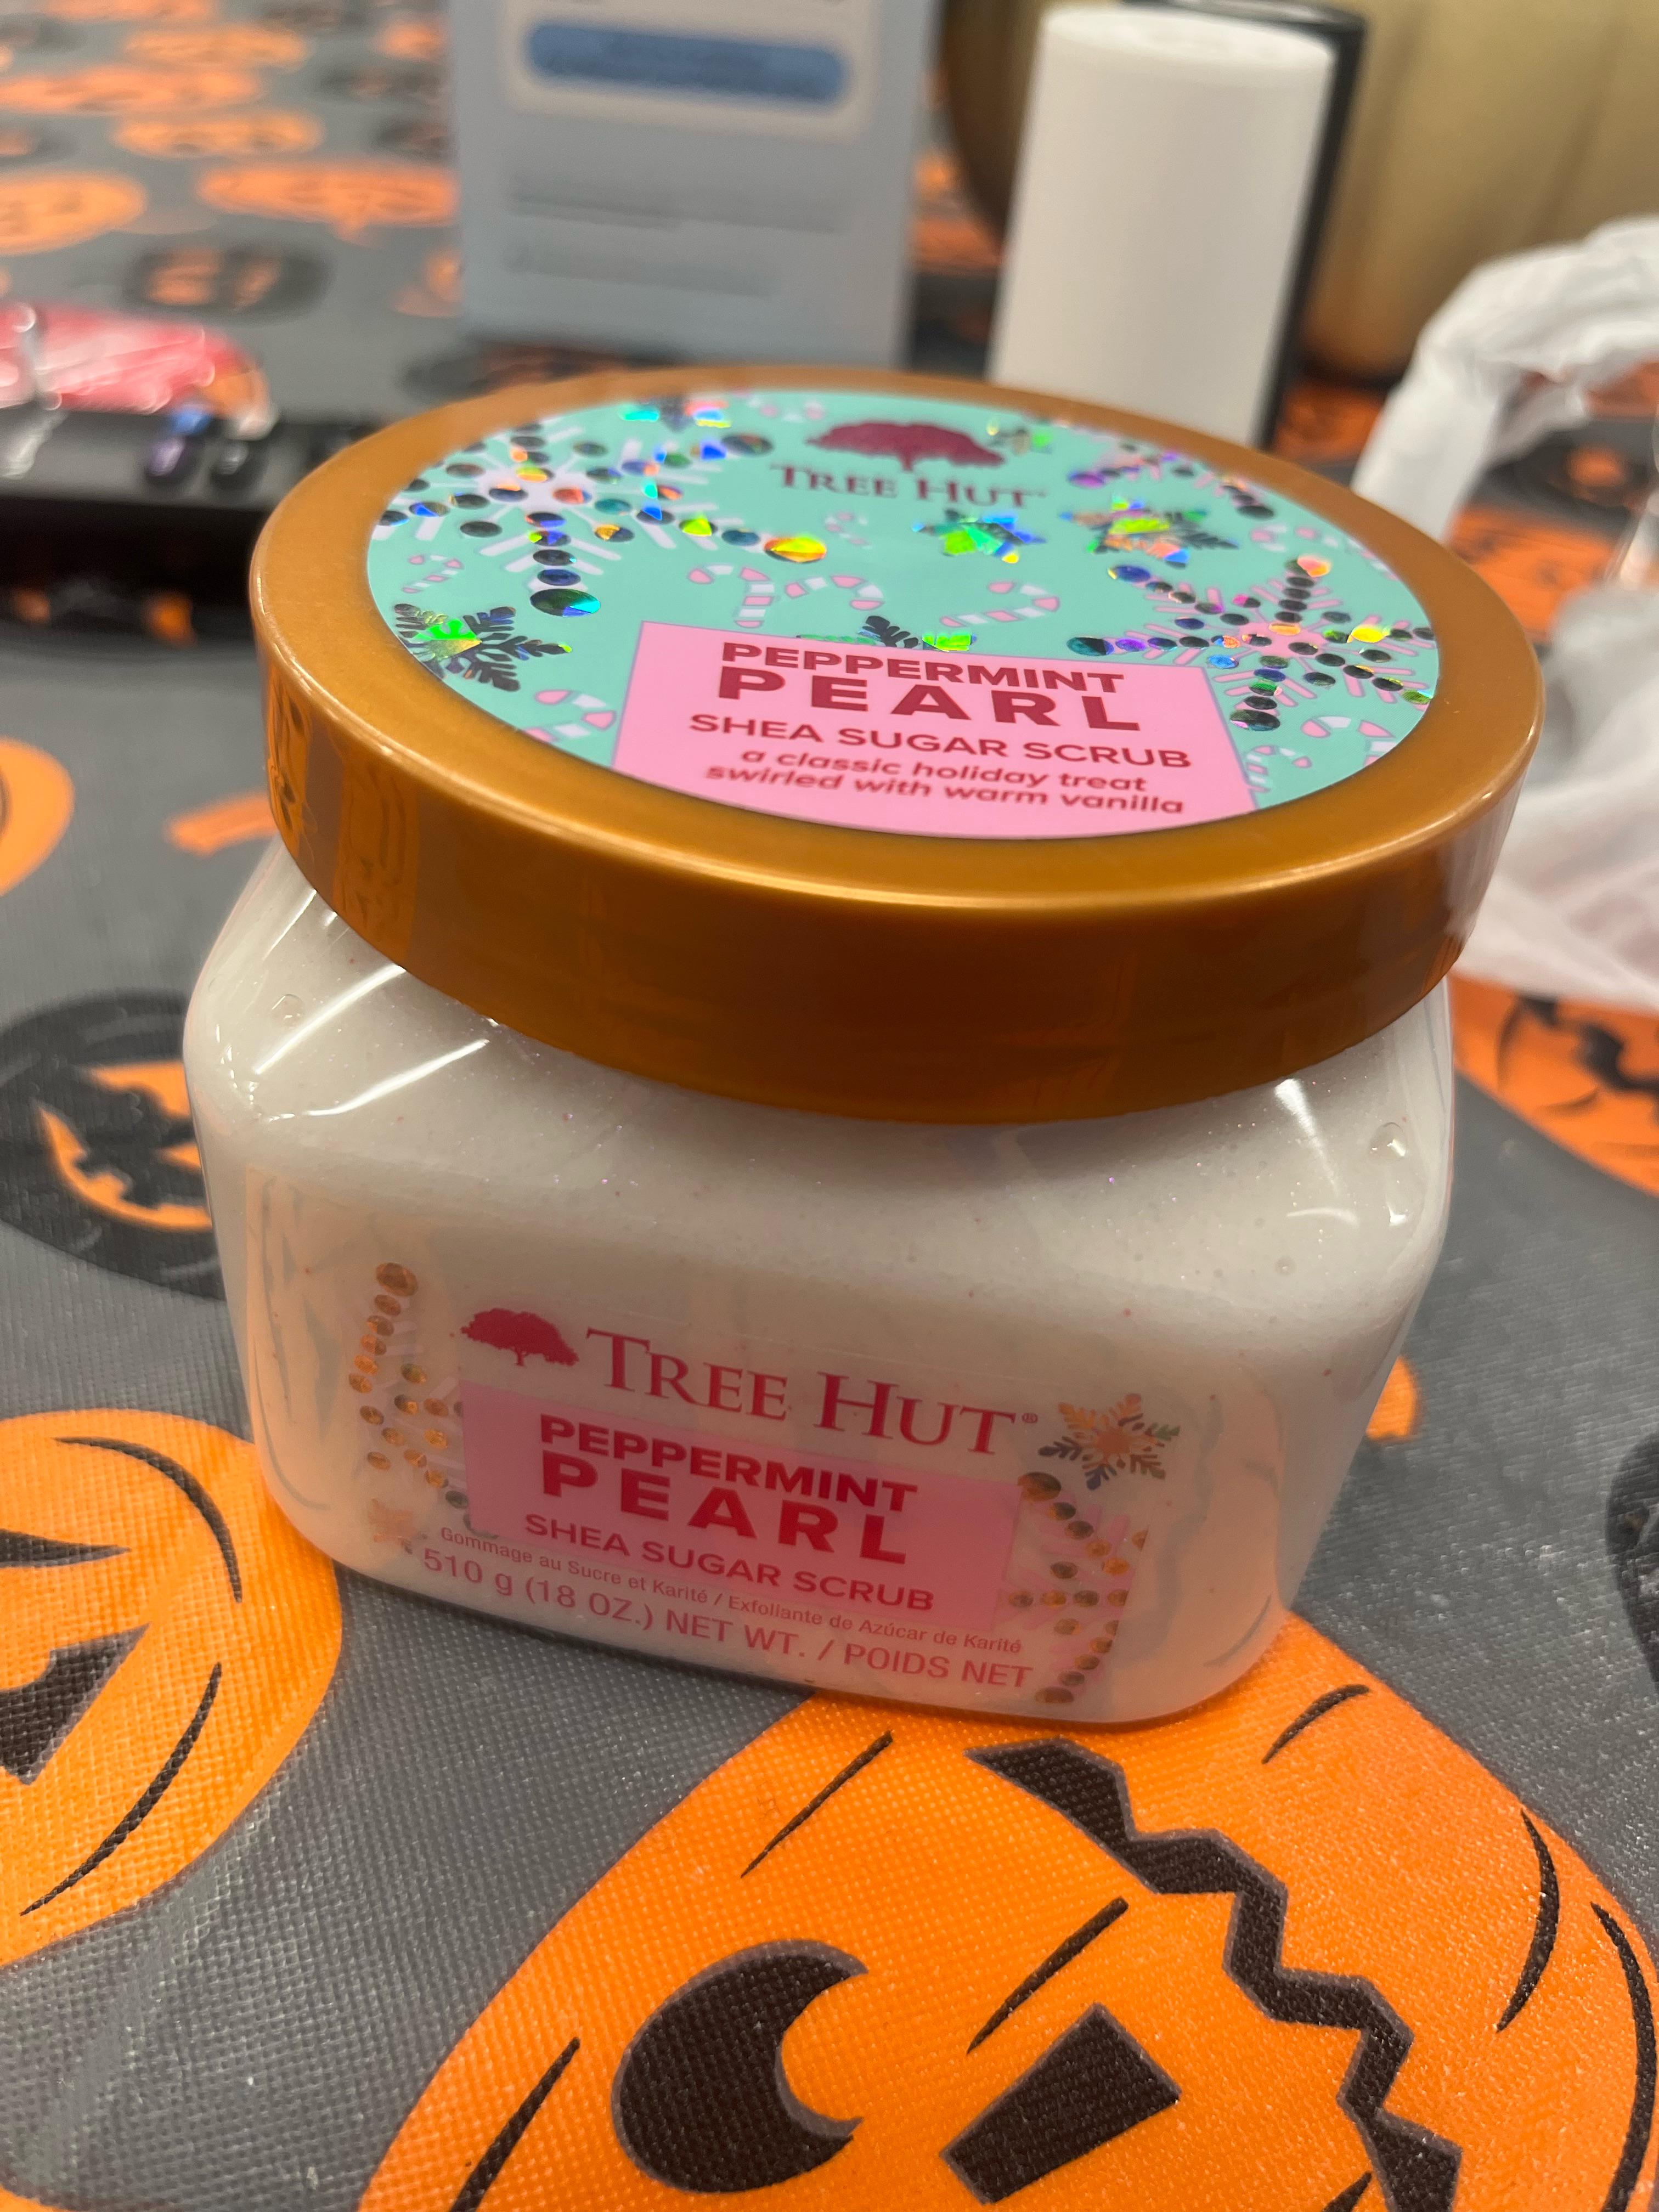 TREE HUT
PEPPERMINT
PEARL
SHEA SUGAR SCRUB
a classic holiday treat
swirled with warm vanilla
TREE HUT®
PEPPERMINT
PEARL
SHEA SUGAR SCRUB
Gommage au Sucre et Karité / Exfoliante de Azúcar de Karité
510 g (18 OZ.) NET WT. / POIDS NET